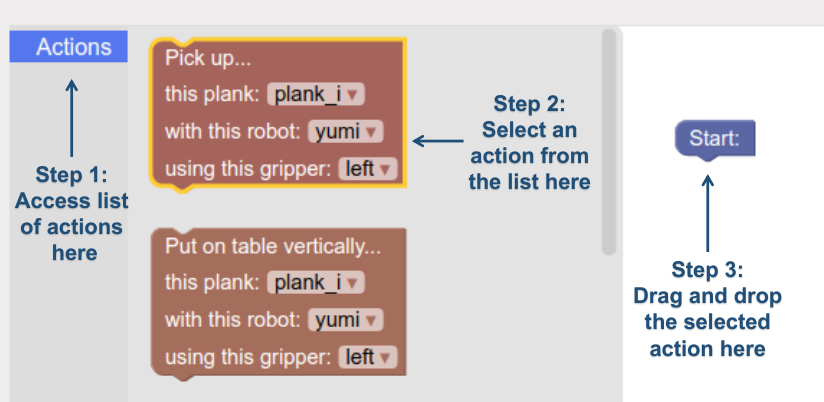 Actions
Step 1:
Access list
of actions
here
Pick up...
this plank: plank_i ▾
with this robot: yumi ▾
using this gripper: left ▾
Put on table vertically...
this plank: plank_i ▾
with this robot: yumi ▾
using this gripper: left ▾
Step 2:
Select an
action from
the list here
Start:
Step 3:
Drag and drop
the selected
action here